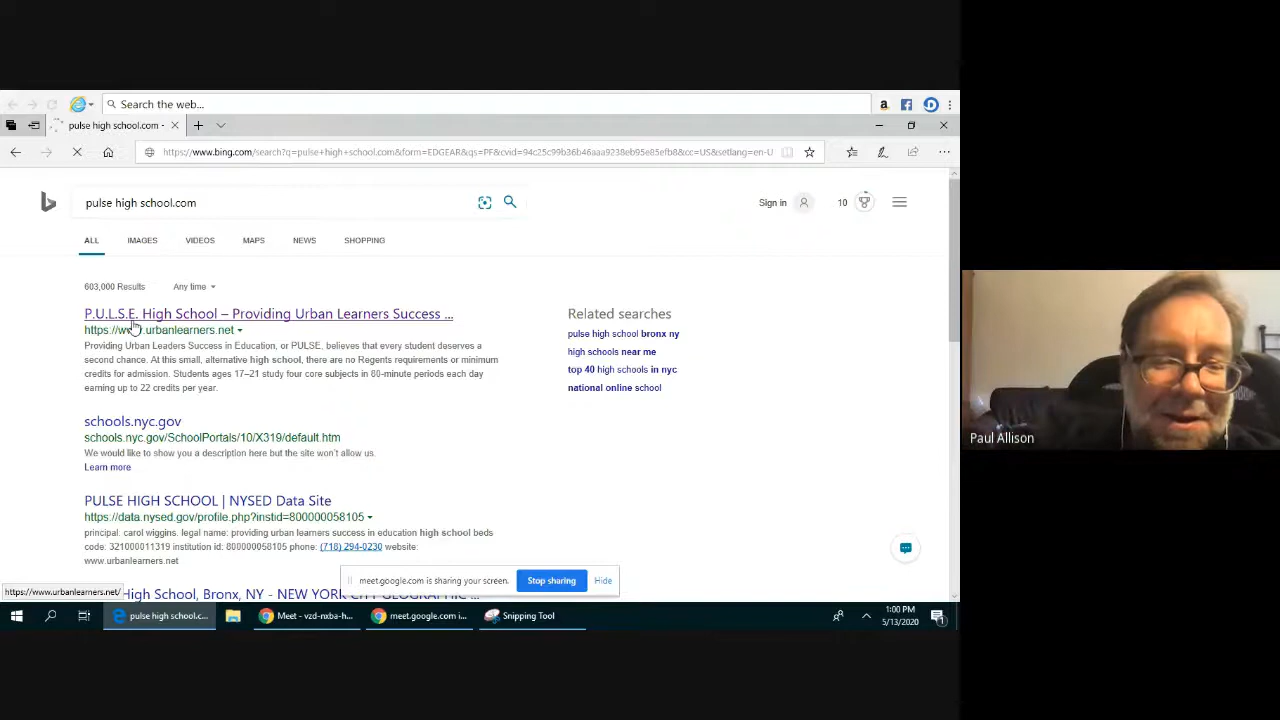 Search the web...
pulse high school.com -
https://www.bing.com/search?q=pulse+high+school.com&form=EDGEAR&qs=PF&cvid=94c25c99b36b46aaa9238eb95e85efb8&cc=US&setlang=en-U
pulse high school.com
Sign in
10
ALL IMAGES VIDEOS MAPS NEWS SHOPPING
603,000 Results Any time
P.U.L.S.E. High School – Providing Urban Learners Success ...
https://www.urbanlearners.net
Providing Urban Leaders Success in Education, or PULSE, believes that every student deserves a
second chance. At this small, alternative high school, there are no Regents requirements or minimum
credits for admission. Students ages 17–21 study four core subjects in 60-minute periods each day
earning up to 22 credits per year.
Related searches
pulse high school bronx ny
high schools near me
top 40 high schools in nyc
national online school
schools.nyc.gov
schools.nyc.gov/SchoolPortals/10/X319/default.htm
We would like to show you a description here but the site won't allow us.
Learn more
PULSE HIGH SCHOOL | NYSED Data Site
https://data.nysed.gov/profile.php?instid=800000058105
principal: carol wiggins. legal name: providing urban learners success in education high school beds
code: 321000011319 institution id: 800000058105 phone: (718) 294-0230 website:
www.urbanlearners.net
High School, Bronx, NY - NEW YORK CITY GEOGRAPHIC ...
meet.google.com is sharing your screen. Stop sharing Hide
https://www.urbanlearners.net/
pulse high school.c... Meet - vzd-nxba-h... meet.google.com i... Snipping Tool
1:00 PM
5/13/2020
Paul Allison